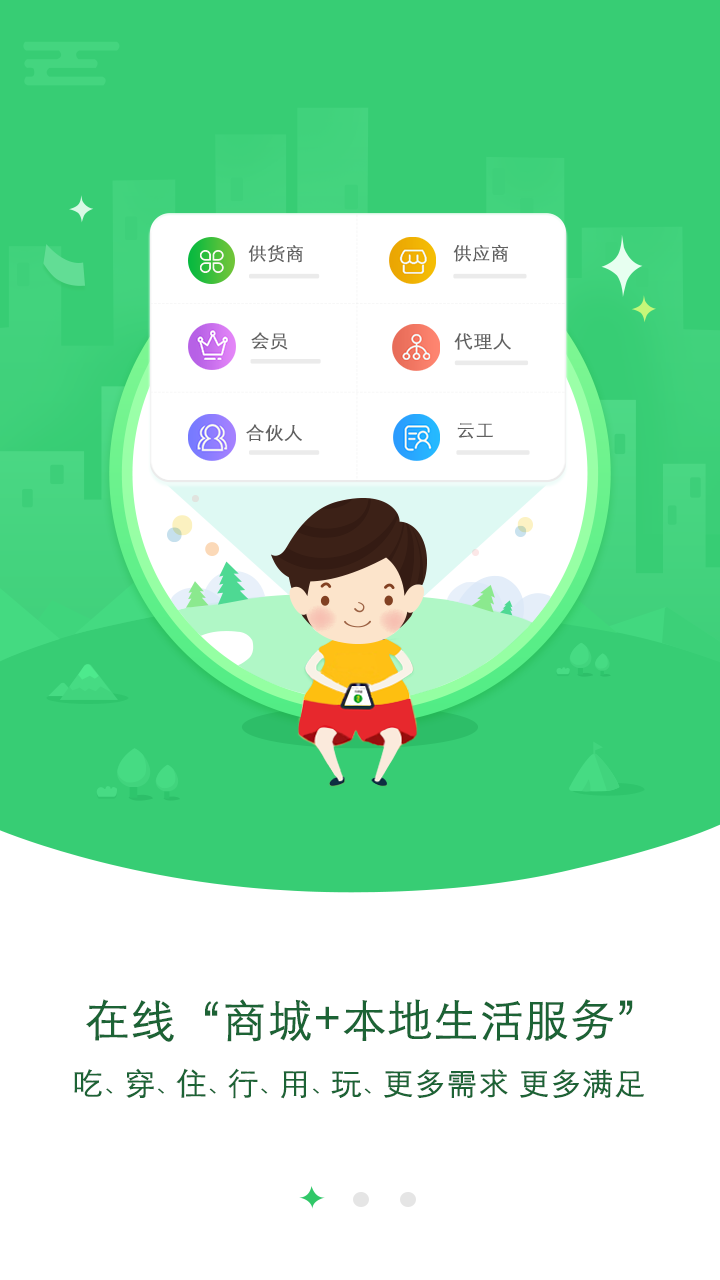 供货商 供应商
会员 代理人
合伙人 云工
在线“商城+本地生活服务”
吃、穿、住、行、用、玩、更多需求 更多满足